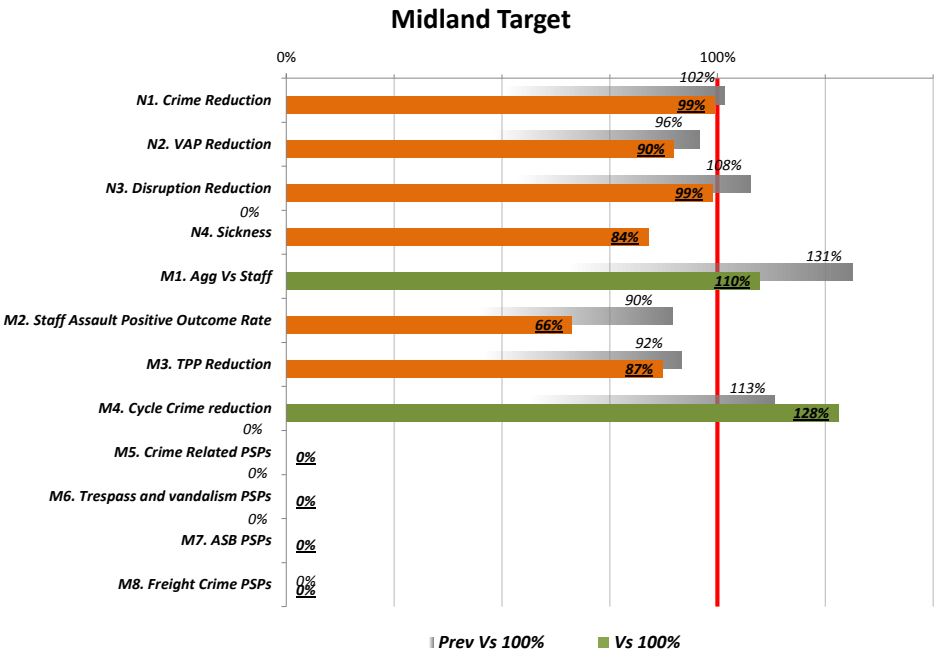 Midland Target
0% 100%
102%
N1. Crime Reduction 99%
96%
N2. VAP Reduction 90%
108%
N3. Disruption Reduction 99%
0%
N4. Sickness 84%
131%
M1. Agg Vs Staff 110%
90%
M2. Staff Assault Positive Outcome Rate 66%
92%
M3. TPP Reduction 87%
113%
M4. Cycle Crime reduction 128%
0%
M5. Crime Related PSPs 0%
0%
M6. Trespass and vandalism PSPs 0%
0%
M7. ASB PSPs 0%
0%
M8. Freight Crime PSPs 0%
Prev Vs 100% Vs 100%